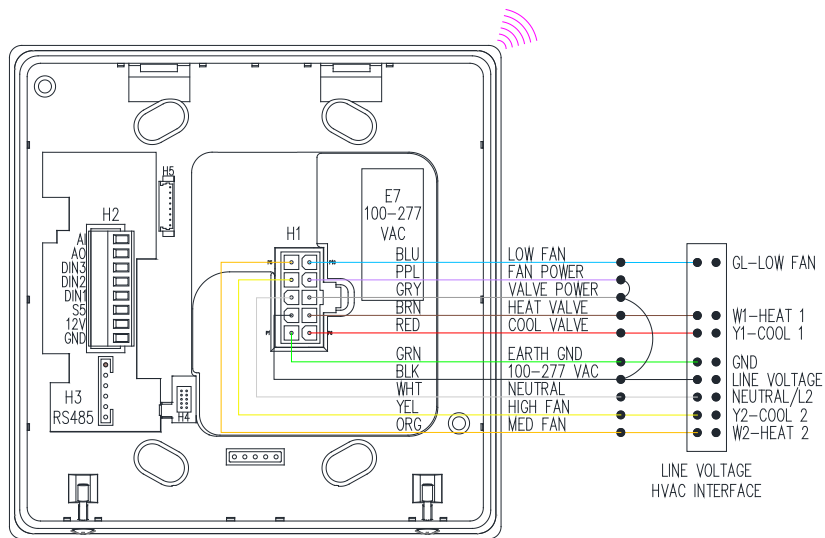 H5
H2
AI
AO
DIN3
DIN2
DIN1
S5
12V
GND
H3
RS485
H4
E7
100-277
VAC
H1
BLU LOW FAN
PPL FAN POWER
GRY VALVE POWER
BRN HEAT VALVE
RED COOL VALVE
GRN EARTH GND
BLK 100-277 VAC
WHT NEUTRAL
YEL HIGH FAN
ORG MED FAN
GL-LOW FAN
W1-HEAT 1
Y1-COOL 1
GND
LINE VOLTAGE
NEUTRAL/L2
Y2-COOL 2
W2-HEAT 2
LINE VOLTAGE
HVAC INTERFACE